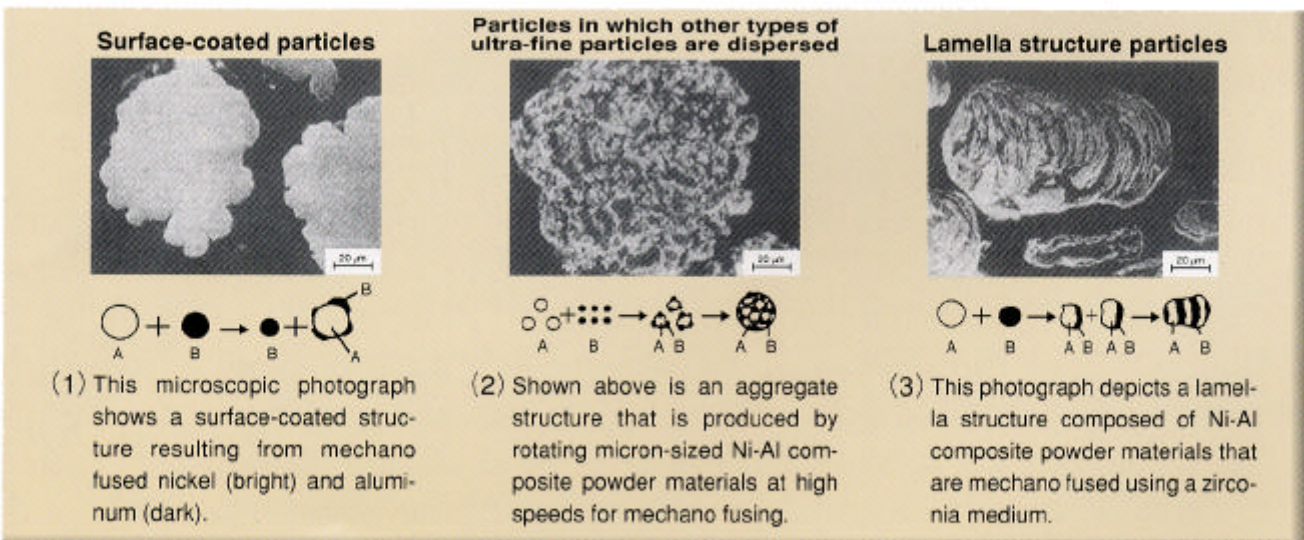 Surface-coated particles
20 μm
A + B → B + B
A
(1) This microscopic photograph
shows a surface-coated struc-
ture resulting from mechano
fused nickel (bright) and alumi-
num (dark).
Particles in which other types of
ultra-fine particles are dispersed
20 μm
+ → →
A B A B A B
(2) Shown above is an aggregate
structure that is produced by
rotating micron-sized Ni-Al com-
posite powder materials at high
speeds for mechano fusing.
Lamella structure particles
20 μm
+ → + →
A B A B A B A B
(3) This photograph depicts a lamel-
la structure composed of Ni-Al
composite powder materials that
are mechano fused using a zirco-
nia medium.